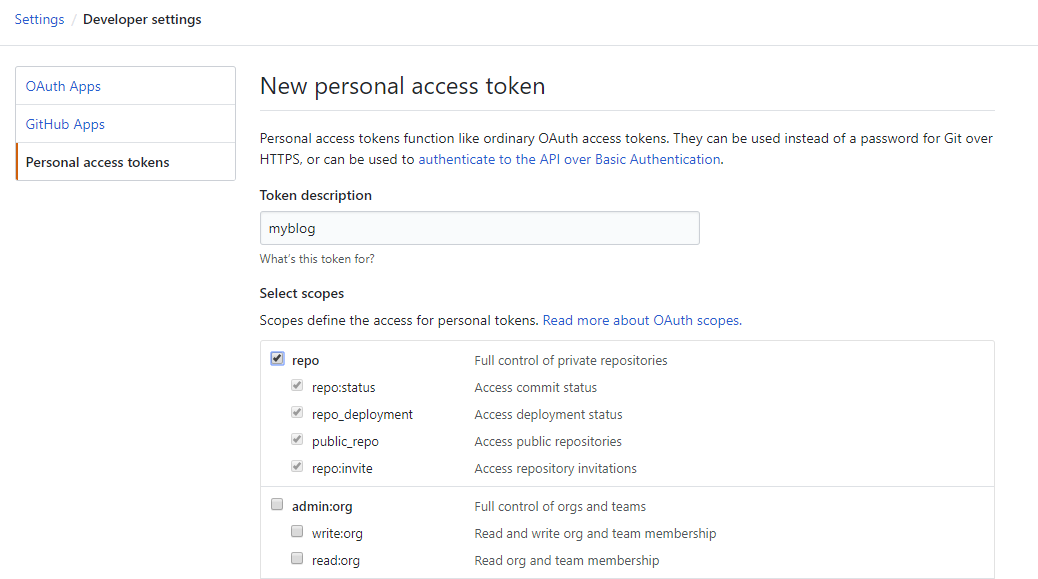 Settings / Developer settings
OAuth Apps
GitHub Apps
Personal access tokens
New personal access token
Personal access tokens function like ordinary OAuth access tokens. They can be used instead of a password for Git over
HTTPS, or can be used to authenticate to the API over Basic Authentication.
Token description
myblog
What's this token for?
Select scopes
Scopes define the access for personal tokens. Read more about OAuth scopes.
repo Full control of private repositories
repo:status Access commit status
repo_deployment Access deployment status
public_repo Access public repositories
repo:invite Access repository invitations
admin:org Full control of orgs and teams
write:org Read and write org and team membership
read:org Read org and team membership